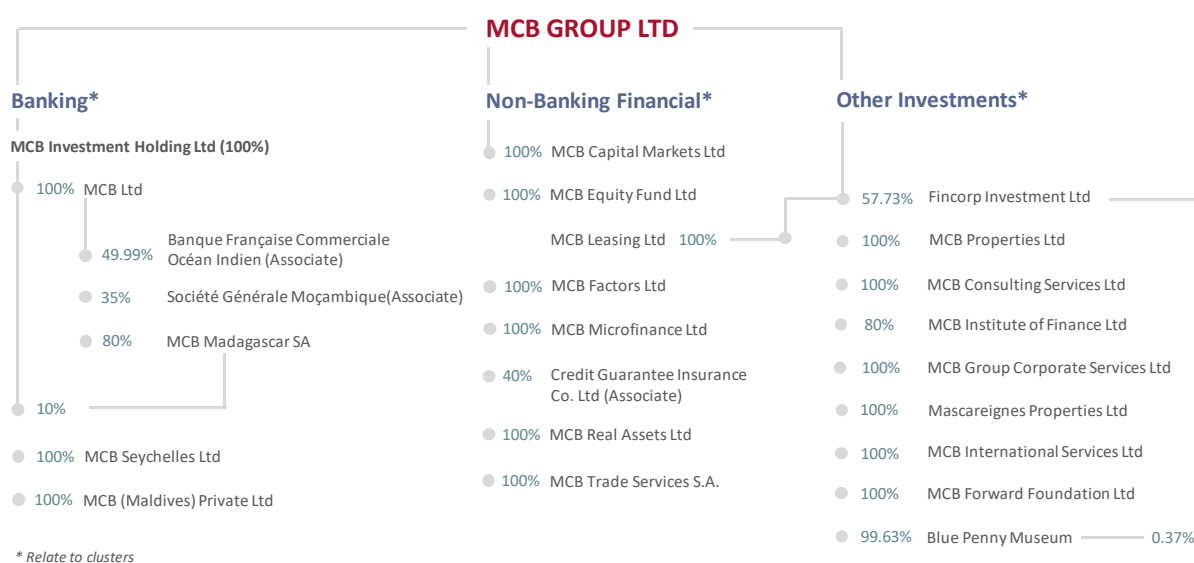 MCB GROUP LTD
Banking*
MCB Investment Holding Ltd (100%)
100% MCB Ltd
49.99% Banque Française Commerciale
Océan Indien (Associate)
35% Société Générale Moçambique(Associate)
80% MCB Madagascar SA
10%
100% MCB Seychelles Ltd
100% MCB (Maldives) Private Ltd
* Relate to clusters
Non-Banking Financial*
100% MCB Capital Markets Ltd
100% MCB Equity Fund Ltd
MCB Leasing Ltd 100%
100% MCB Factors Ltd
100% MCB Microfinance Ltd
40% Credit Guarantee Insurance
Co. Ltd (Associate)
100% MCB Real Assets Ltd
100% MCB Trade Services S.A.
Other Investments*
57.73% Fincorp Investment Ltd
100% MCB Properties Ltd
100% MCB Consulting Services Ltd
80% MCB Institute of Finance Ltd
100% MCB Group Corporate Services Ltd
100% Mascareignes Properties Ltd
100% MCB International Services Ltd
100% MCB Forward Foundation Ltd
99.63% Blue Penny Museum 0.37%